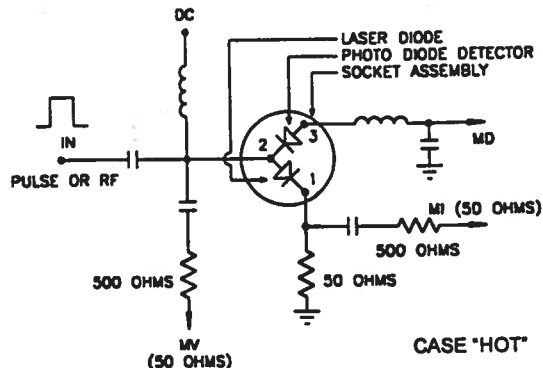 DC
LASER DIODE
PHOTO DIODE DETECTOR
SOCKET ASSEMBLY
IN
PULSE OR RF
2
3
1
MD
MI (50 OHMS)
500 OHMS
500 OHMS
50 OHMS
MV
(50 OHMS)
CASE "HOT"